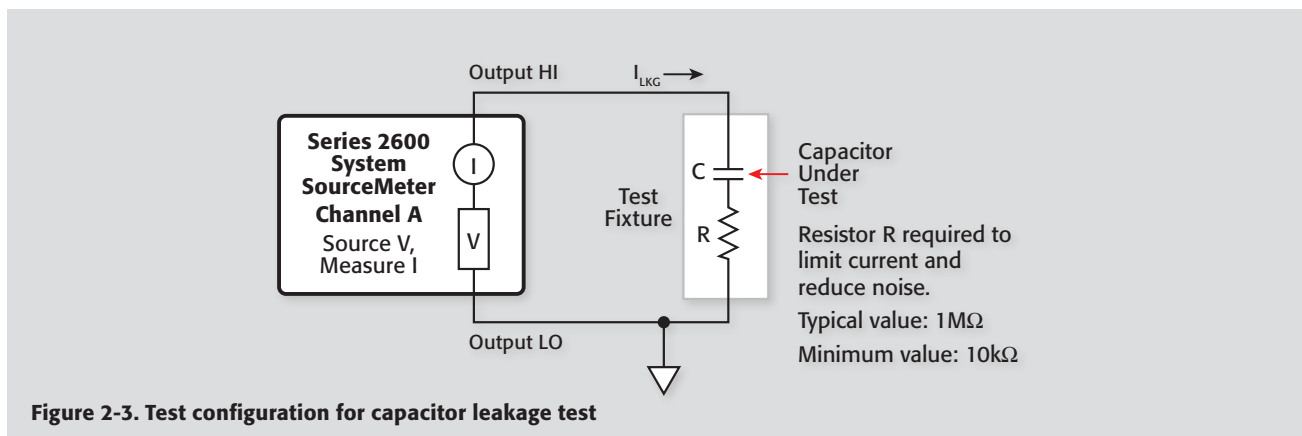 Output HI
I_LKG
Series 2600
System
SourceMeter
Channel A
Source V,
Measure I
I
V
Test
Fixture
C
R
Capacitor
Under
Test
Resistor R required to
limit current and
reduce noise.
Typical value: 1MΩ
Minimum value: 10kΩ
Output LO
Figure 2-3. Test configuration for capacitor leakage test